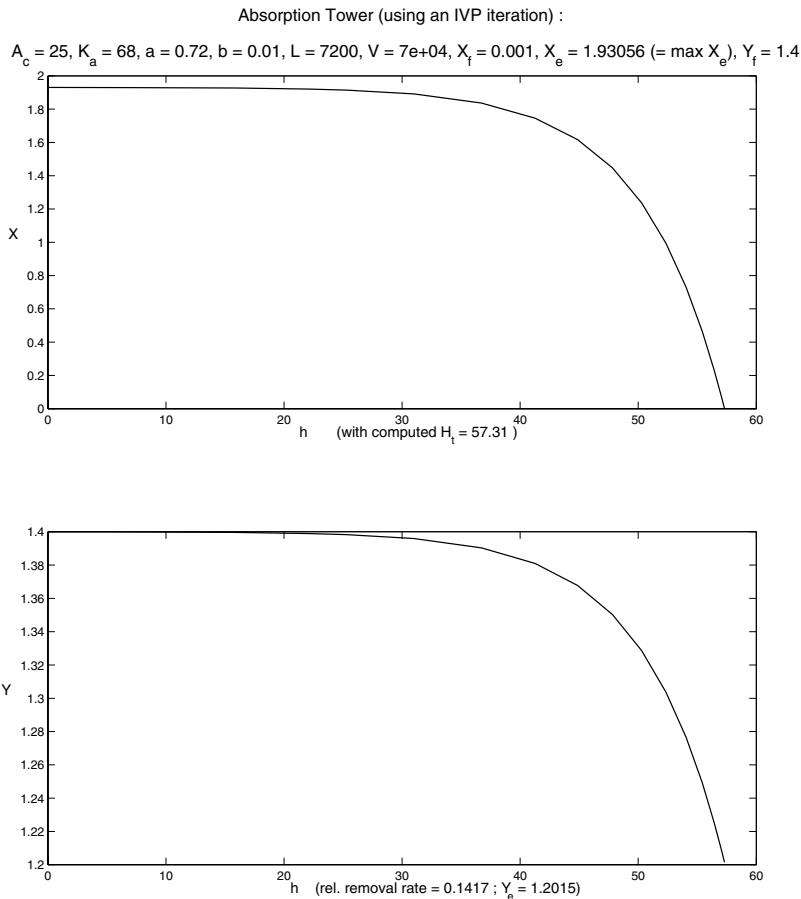 Absorption Tower (using an IVP iteration) :
A_c = 25, K_a = 68, a = 0.72, b = 0.01, L = 7200, V = 7e+04, X_f = 0.001, X_e = 1.93056 (= max X_e), Y_f = 1.4
2
1.8
1.6
1.4
1.2
1
0.8
0.6
0.4
0.2
0
X
0 10 20 30 40 50 60
h (with computed H_t = 57.31 )
1.4
1.38
1.36
1.34
1.32
1.3
1.28
1.26
1.24
1.22
1.2
Y
0 10 20 30 40 50 60
h (rel. removal rate = 0.1417 ; Y_e = 1.2015)